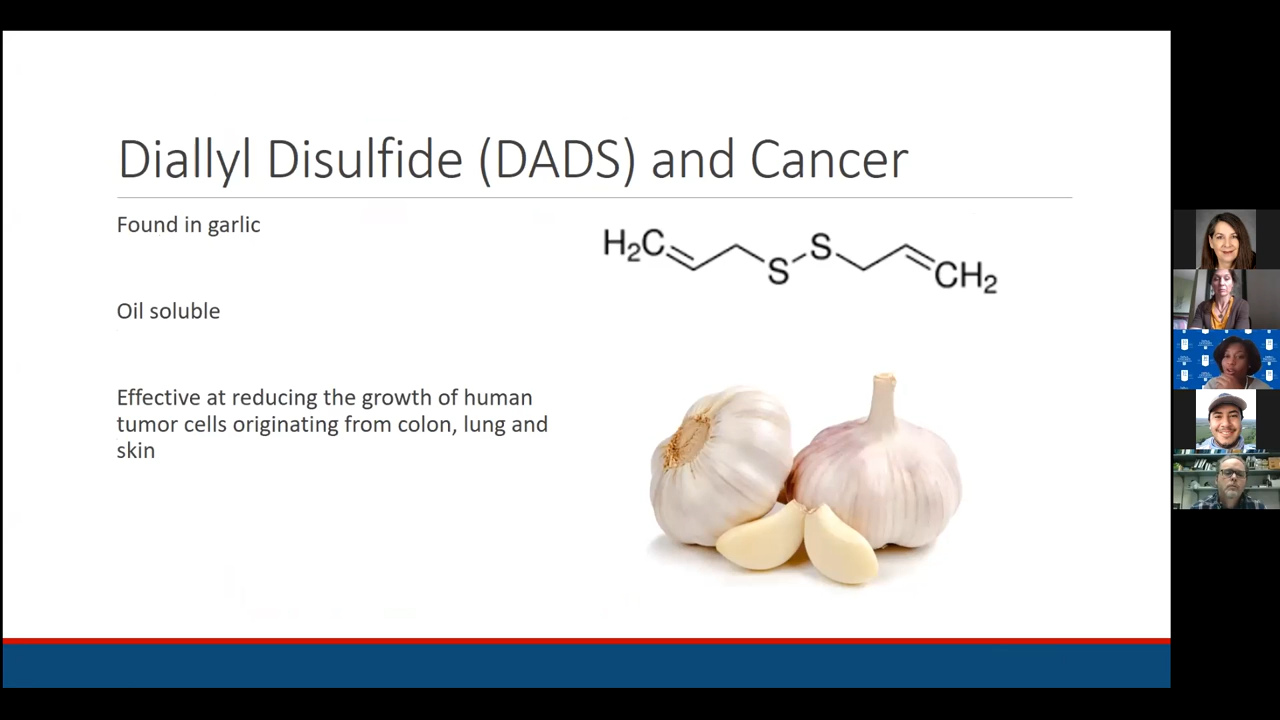 Diallyl Disulfide (DADS) and Cancer
Found in garlic
H₂C S S CH₂
Oil soluble
Effective at reducing the growth of human
tumor cells originating from colon, lung and
skin